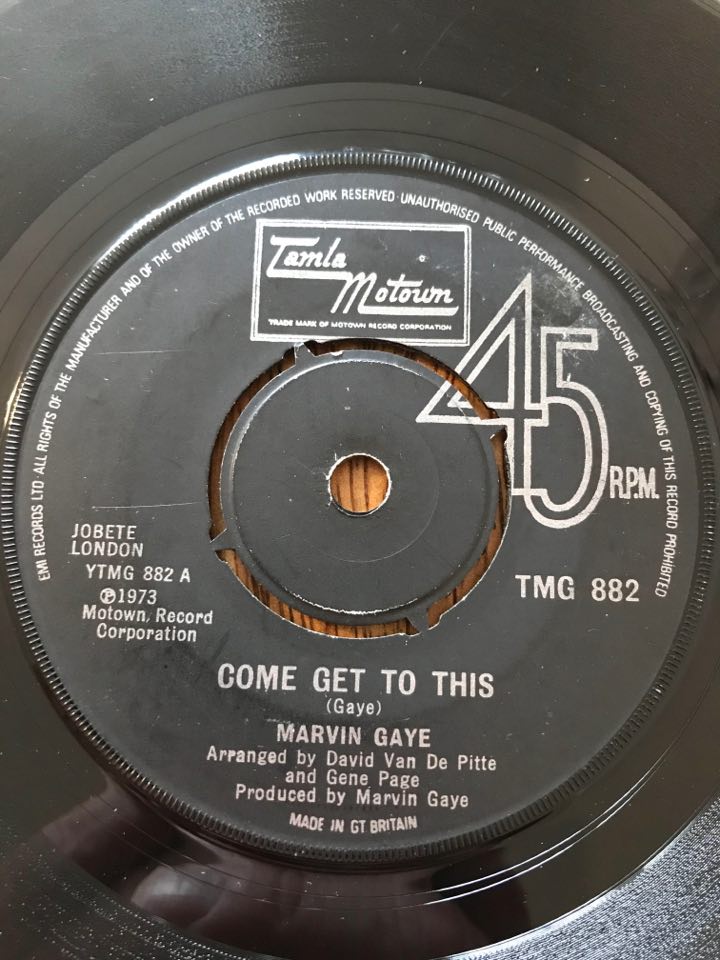 EMI RECORDS LTD·ALL RIGHTS OF THE MANUFACTURER AND OF THE OWNER OF THE RECORDED WORK RESERVED·UNAUTHORISED PUBLIC PERFORMANCE BROADCASTING AND COPYING OF THIS RECORD PROHIBITED
Tamla
Motown
TRADE MARK OF MOTOWN RECORD CORPORATION
45
R.P.M.
JOBETE
LONDON
YTMG 882 A
℗1973
Motown, Record
Corporation
TMG 882
COME GET TO THIS
(Gaye)
MARVIN GAYE
Arranged by David Van De Pitte
and Gene Page
Produced by Marvin Gaye
MADE IN GT BRITAIN